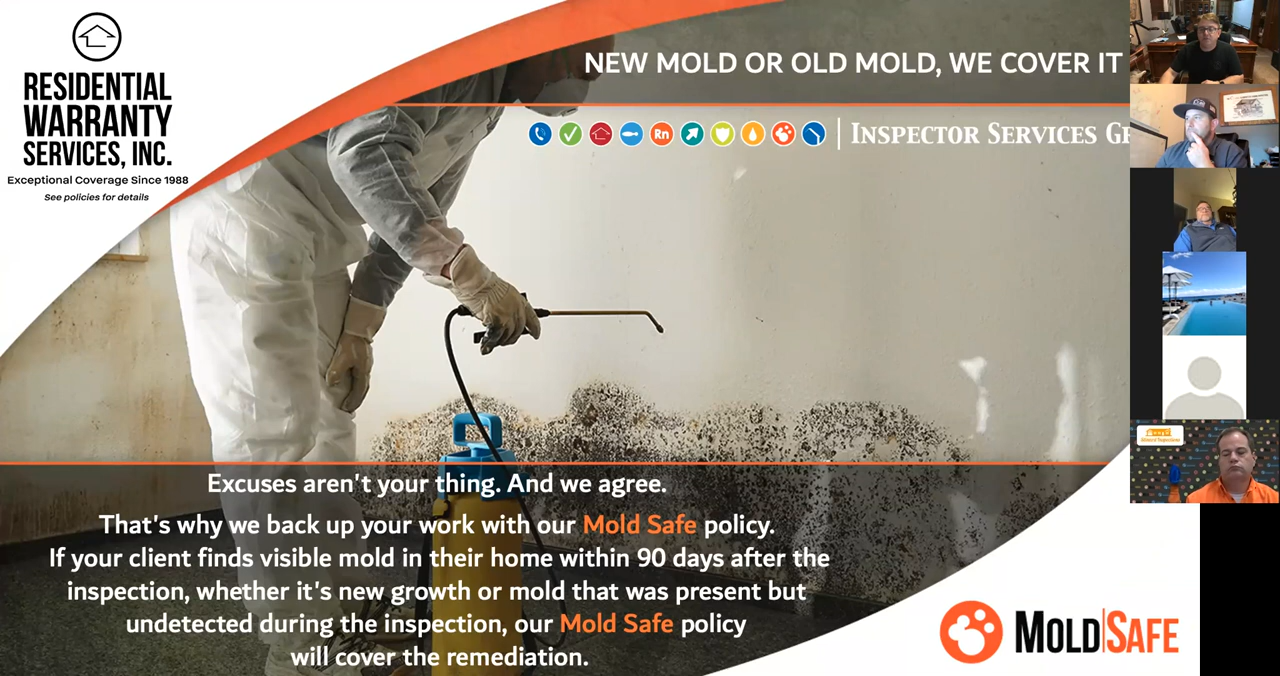 RESIDENTIAL
WARRANTY
SERVICES, INC.
Exceptional Coverage Since 1988
See policies for details
NEW MOLD OR OLD MOLD, WE COVER IT
Rn
INSPECTOR SERVICES GR
Excuses aren't your thing. And we agree.
That's why we back up your work with our Mold Safe policy.
If your client finds visible mold in their home within 90 days after the
inspection, whether it's new growth or mold that was present but
undetected during the inspection, our Mold Safe policy
will cover the remediation.
MOLD|SAFE